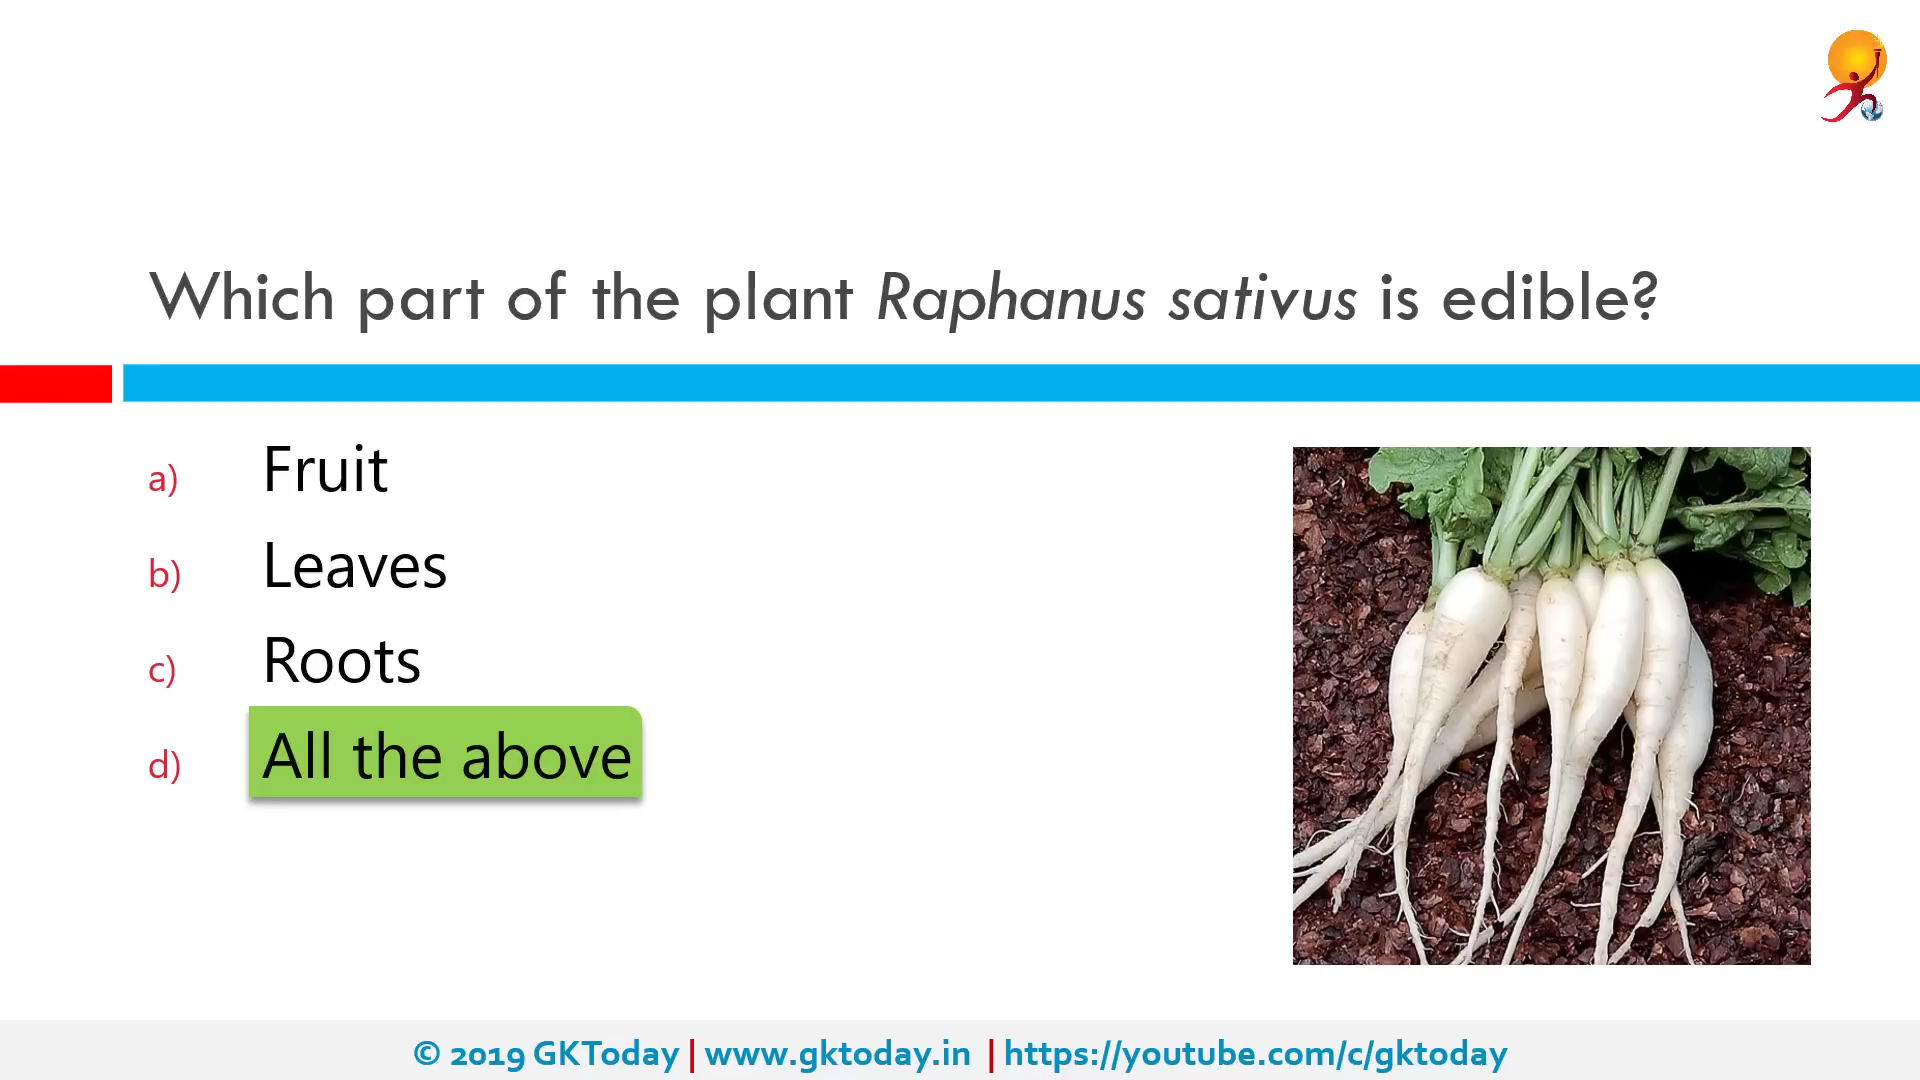 Which part of the plant Raphanus sativus is edible?
a) Fruit
b) Leaves
c) Roots
d) All the above
© 2019 GKToday | www.gktoday.in | https://youtube.com/c/gktoday